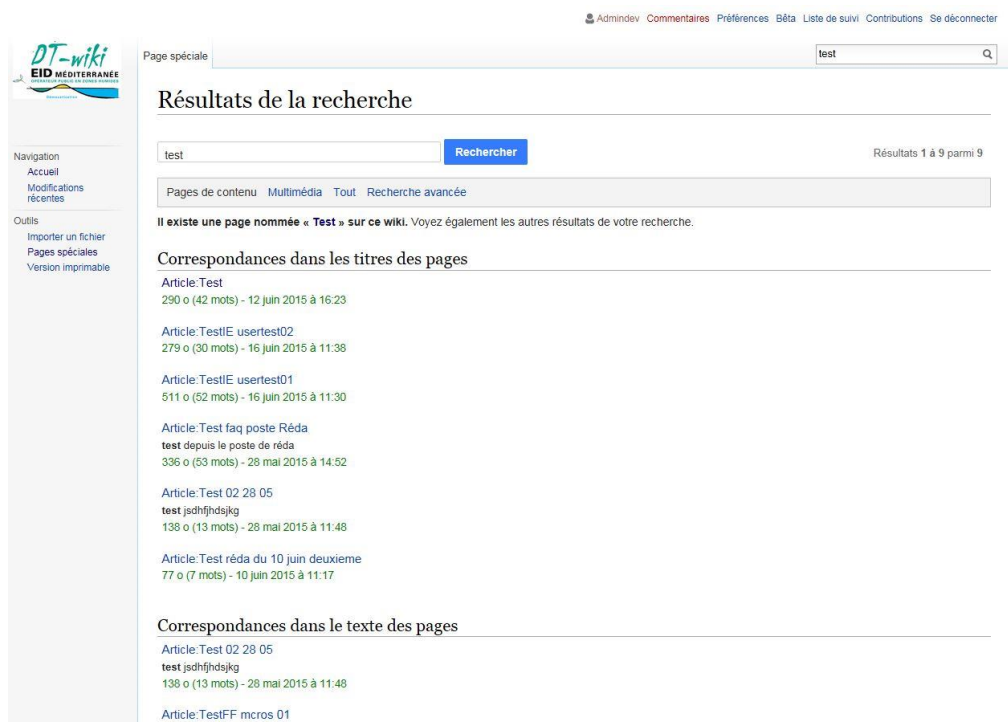 Admindev Commentaires Préférences Bêta Liste de suivi Contributions Se déconnecter
DT-wiki
EID MÉDITERRANÉE
Page spéciale
test
Résultats de la recherche
test
Rechercher
Résultats 1 à 9 parmi 9
Navigation
Accueil
Modifications
récentes
Outils
Importer un fichier
Pages spéciales
Version imprimable
Pages de contenu Multimédia Tout Recherche avancée
Il existe une page nommée « Test » sur ce wiki. Voyez également les autres résultats de votre recherche.
Correspondances dans les titres des pages
Article:Test
290 o (42 mots) - 12 juin 2015 à 16:23
Article:TestIE usertest02
279 o (30 mots) - 16 juin 2015 à 11:38
Article:TestIE usertest01
511 o (52 mots) - 16 juin 2015 à 11:30
Article:Test faq poste Réda
test depuis le poste de réda
336 o (53 mots) - 28 mai 2015 à 14:52
Article:Test 02 28 05
test jsdhfjhdsjkg
138 o (13 mots) - 28 mai 2015 à 11:48
Article:Test réda du 10 juin deuxieme
77 o (7 mots) - 10 juin 2015 à 11:17
Correspondances dans le texte des pages
Article:Test 02 28 05
test jsdhfjhdsjkg
138 o (13 mots) - 28 mai 2015 à 11:48
Article:TestFF mcros 01